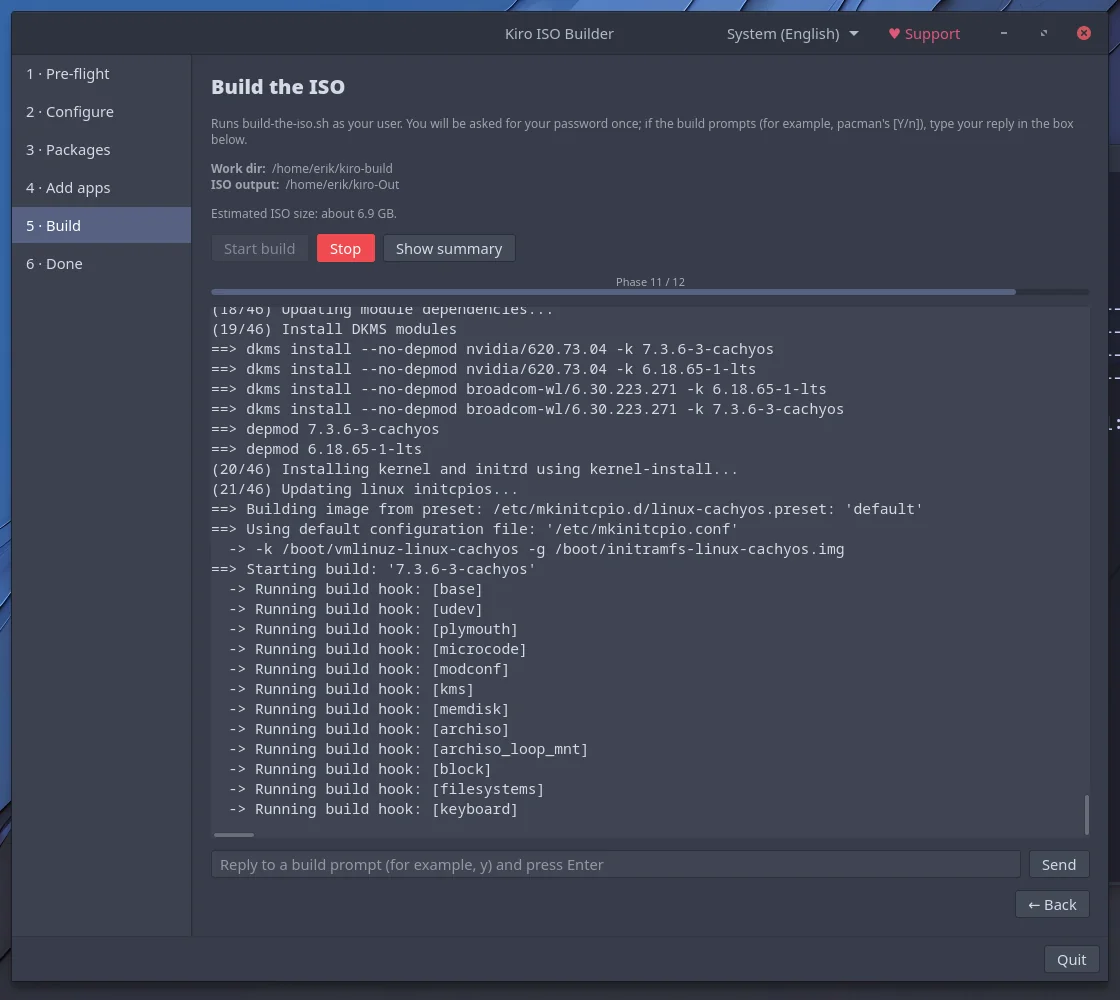 Kiro ISO Builder
System (English)
♥ Support
1 · Pre-flight
2 · Configure
3 · Packages
4 · Add apps
5 · Build
6 · Done
Build the ISO
Runs build-the-iso.sh as your user. You will be asked for your password once; if the build prompts (for example, pacman's [Y/n]), type your reply in the box
below.
Work dir: /home/erik/kiro-build
ISO output: /home/erik/kiro-Out
Estimated ISO size: about 6.9 GB.
Start build
Stop
Show summary
Phase 11 / 12
(18/46) Updating module dependencies...
(19/46) Install DKMS modules
==> dkms install --no-depmod nvidia/620.73.04 -k 7.3.6-3-cachyos
==> dkms install --no-depmod nvidia/620.73.04 -k 6.18.65-1-lts
==> dkms install --no-depmod broadcom-wl/6.30.223.271 -k 6.18.65-1-lts
==> dkms install --no-depmod broadcom-wl/6.30.223.271 -k 7.3.6-3-cachyos
==> depmod 7.3.6-3-cachyos
==> depmod 6.18.65-1-lts
(20/46) Installing kernel and initrd using kernel-install...
(21/46) Updating linux initcpios...
==> Building image from preset: /etc/mkinitcpio.d/linux-cachyos.preset: 'default'
==> Using default configuration file: '/etc/mkinitcpio.conf'
-> -k /boot/vmlinuz-linux-cachyos -g /boot/initramfs-linux-cachyos.img
==> Starting build: '7.3.6-3-cachyos'
-> Running build hook: [base]
-> Running build hook: [udev]
-> Running build hook: [plymouth]
-> Running build hook: [microcode]
-> Running build hook: [modconf]
-> Running build hook: [kms]
-> Running build hook: [memdisk]
-> Running build hook: [archiso]
-> Running build hook: [archiso_loop_mnt]
-> Running build hook: [block]
-> Running build hook: [filesystems]
-> Running build hook: [keyboard]
Reply to a build prompt (for example, y) and press Enter
Send
← Back
Quit